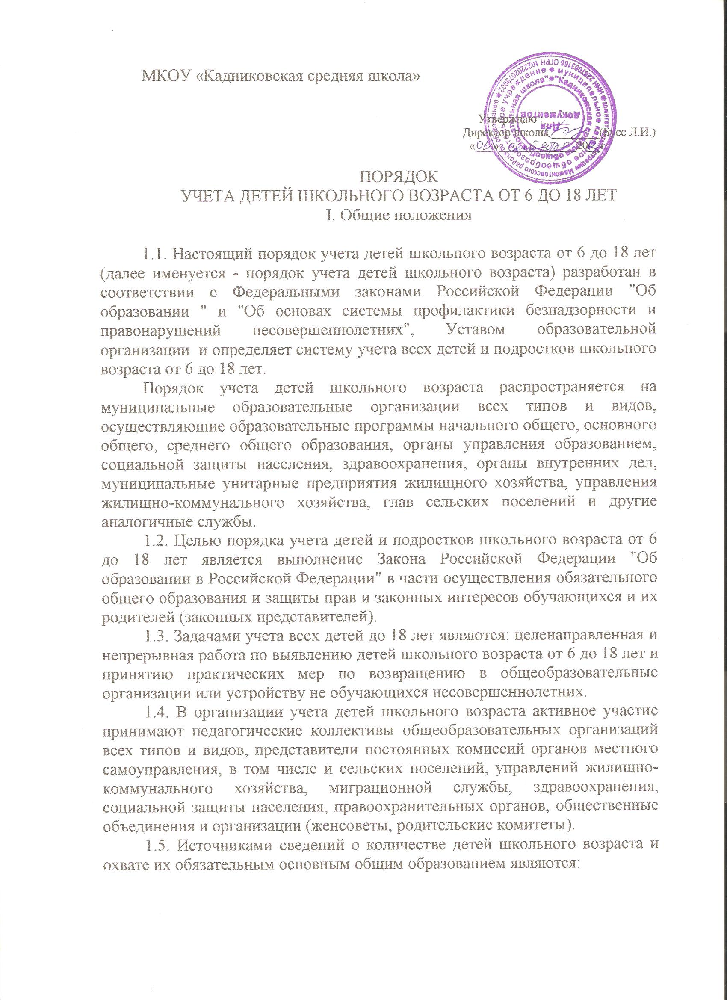 МКОУ «Кадниковская средняя школа»
Утверждаю
Директор школы (Бусс Л.И.)
ПОРЯДОК
УЧЕТА ДЕТЕЙ ШКОЛЬНОГО ВОЗРАСТА ОТ 6 ДО 18 ЛЕТ
I. Общие положения
1.1. Настоящий порядок учета детей школьного возраста от 6 до 18 лет
(далее именуется - порядок учета детей школьного возраста) разработан в
соответствии с Федеральными законами Российской Федерации "Об
образовании " и "Об основах системы профилактики безнадзорности и
правонарушений несовершеннолетних", Уставом образовательной
организации и определяет систему учета всех детей и подростков школьного
возраста от 6 до 18 лет.
Порядок учета детей школьного возраста распространяется на
муниципальные образовательные организации всех типов и видов,
осуществляющие образовательные программы начального общего, основного
общего, среднего общего образования, органы управления образованием,
социальной защиты населения, здравоохранения, органы внутренних дел,
муниципальные унитарные предприятия жилищного хозяйства, управления
жилищно-коммунального хозяйства, глав сельских поселений и другие
аналогичные службы.
1.2. Целью порядка учета детей и подростков школьного возраста от 6
до 18 лет является выполнение Закона Российской Федерации "Об
образовании в Российской Федерации" в части осуществления обязательного
общего образования и защиты прав и законных интересов обучающихся и их
родителей (законных представителей).
1.3. Задачами учета всех детей до 18 лет являются: целенаправленная и
непрерывная работа по выявлению детей школьного возраста от 6 до 18 лет и
принятию практических мер по возвращению в общеобразовательные
организации или устройству не обучающихся несовершеннолетних.
1.4. В организации учета детей школьного возраста активное участие
принимают педагогические коллективы общеобразовательных организаций
всех типов и видов, представители постоянных комиссий органов местного
самоуправления, в том числе и сельских поселений, управлений жилищно-
коммунального хозяйства, миграционной службы, здравоохранения,
социальной защиты населения, правоохранительных органов, общественные
объединения и организации (женсоветы, родительские комитеты).
1.5. Источниками сведений о количестве детей школьного возраста и
охвате их обязательным основным общим образованием являются:
Для
документов
"Кадниковская средняя общеобразовательная школа"
муниципальное казенное общеобразовательное учреждение